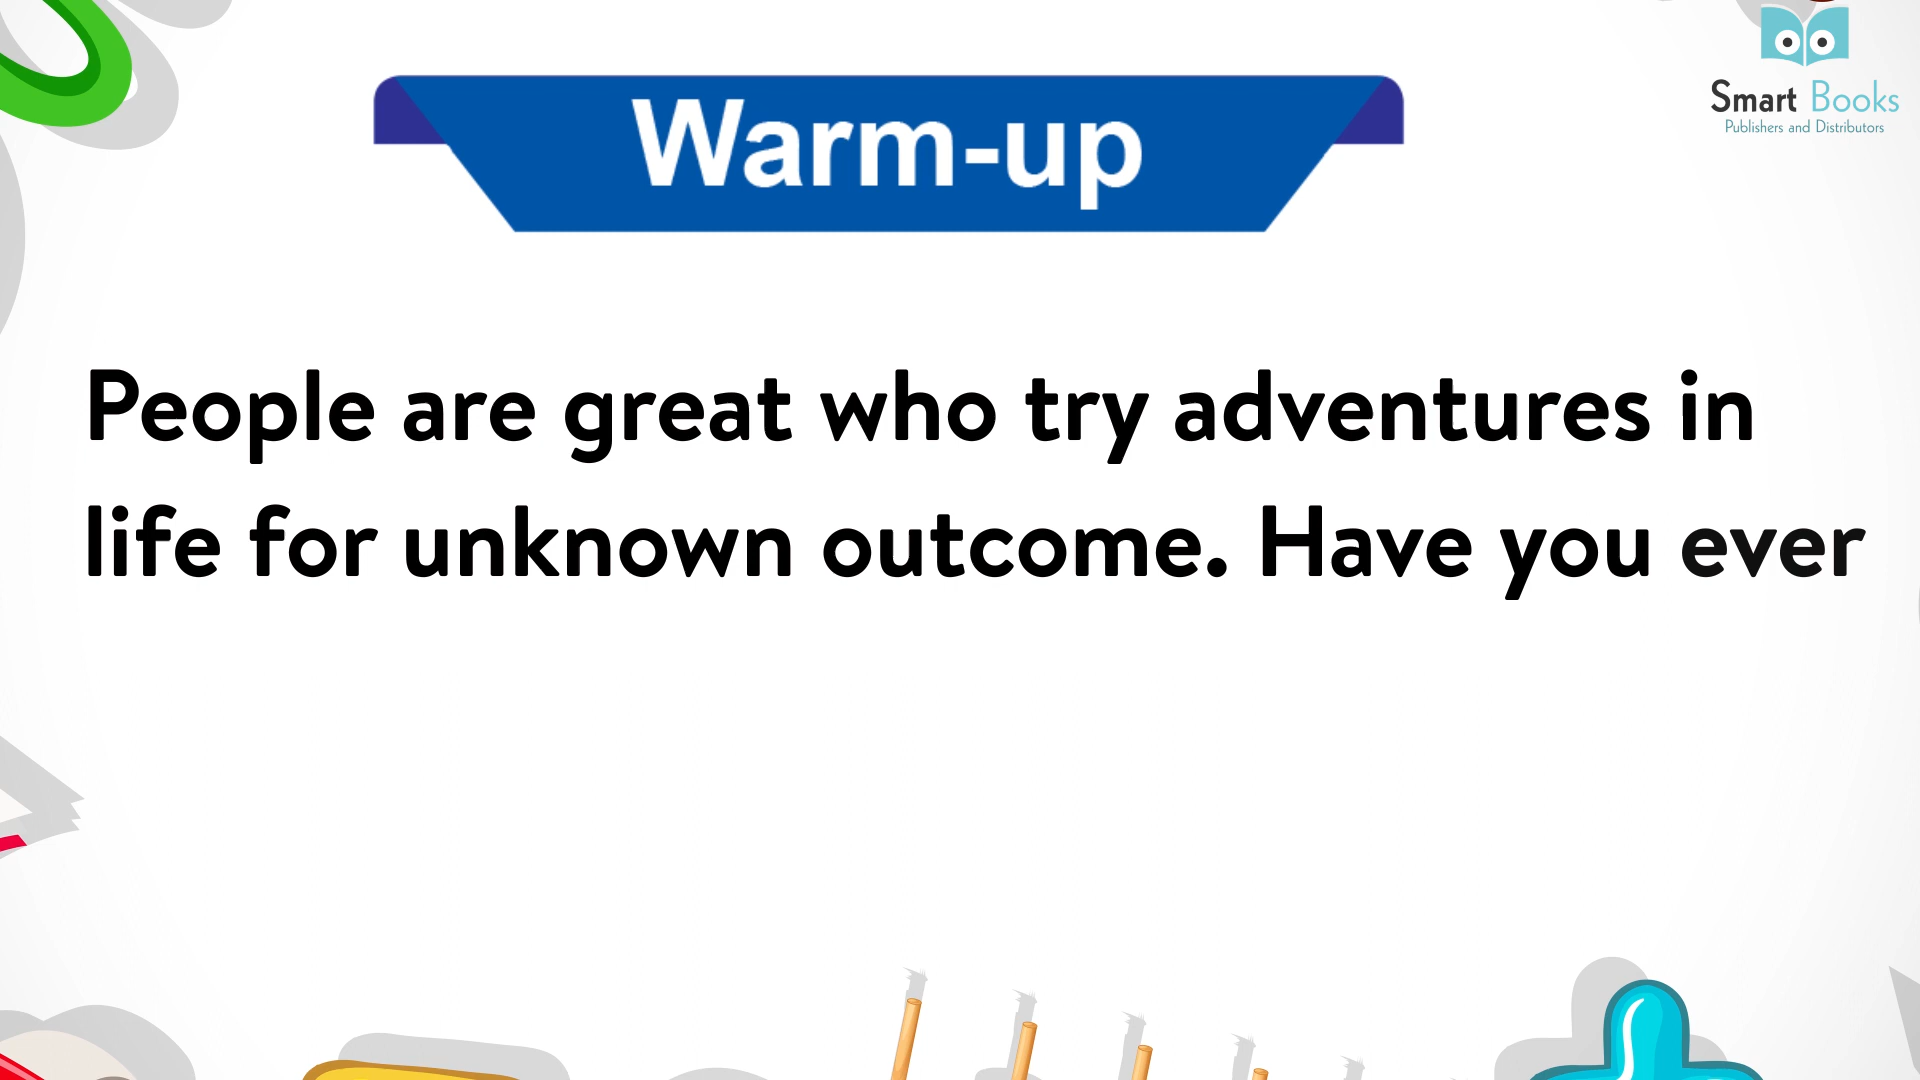 Smart Books
Publishers and Distributors
Warm-up
People are great who try adventures in
life for unknown outcome. Have you ever